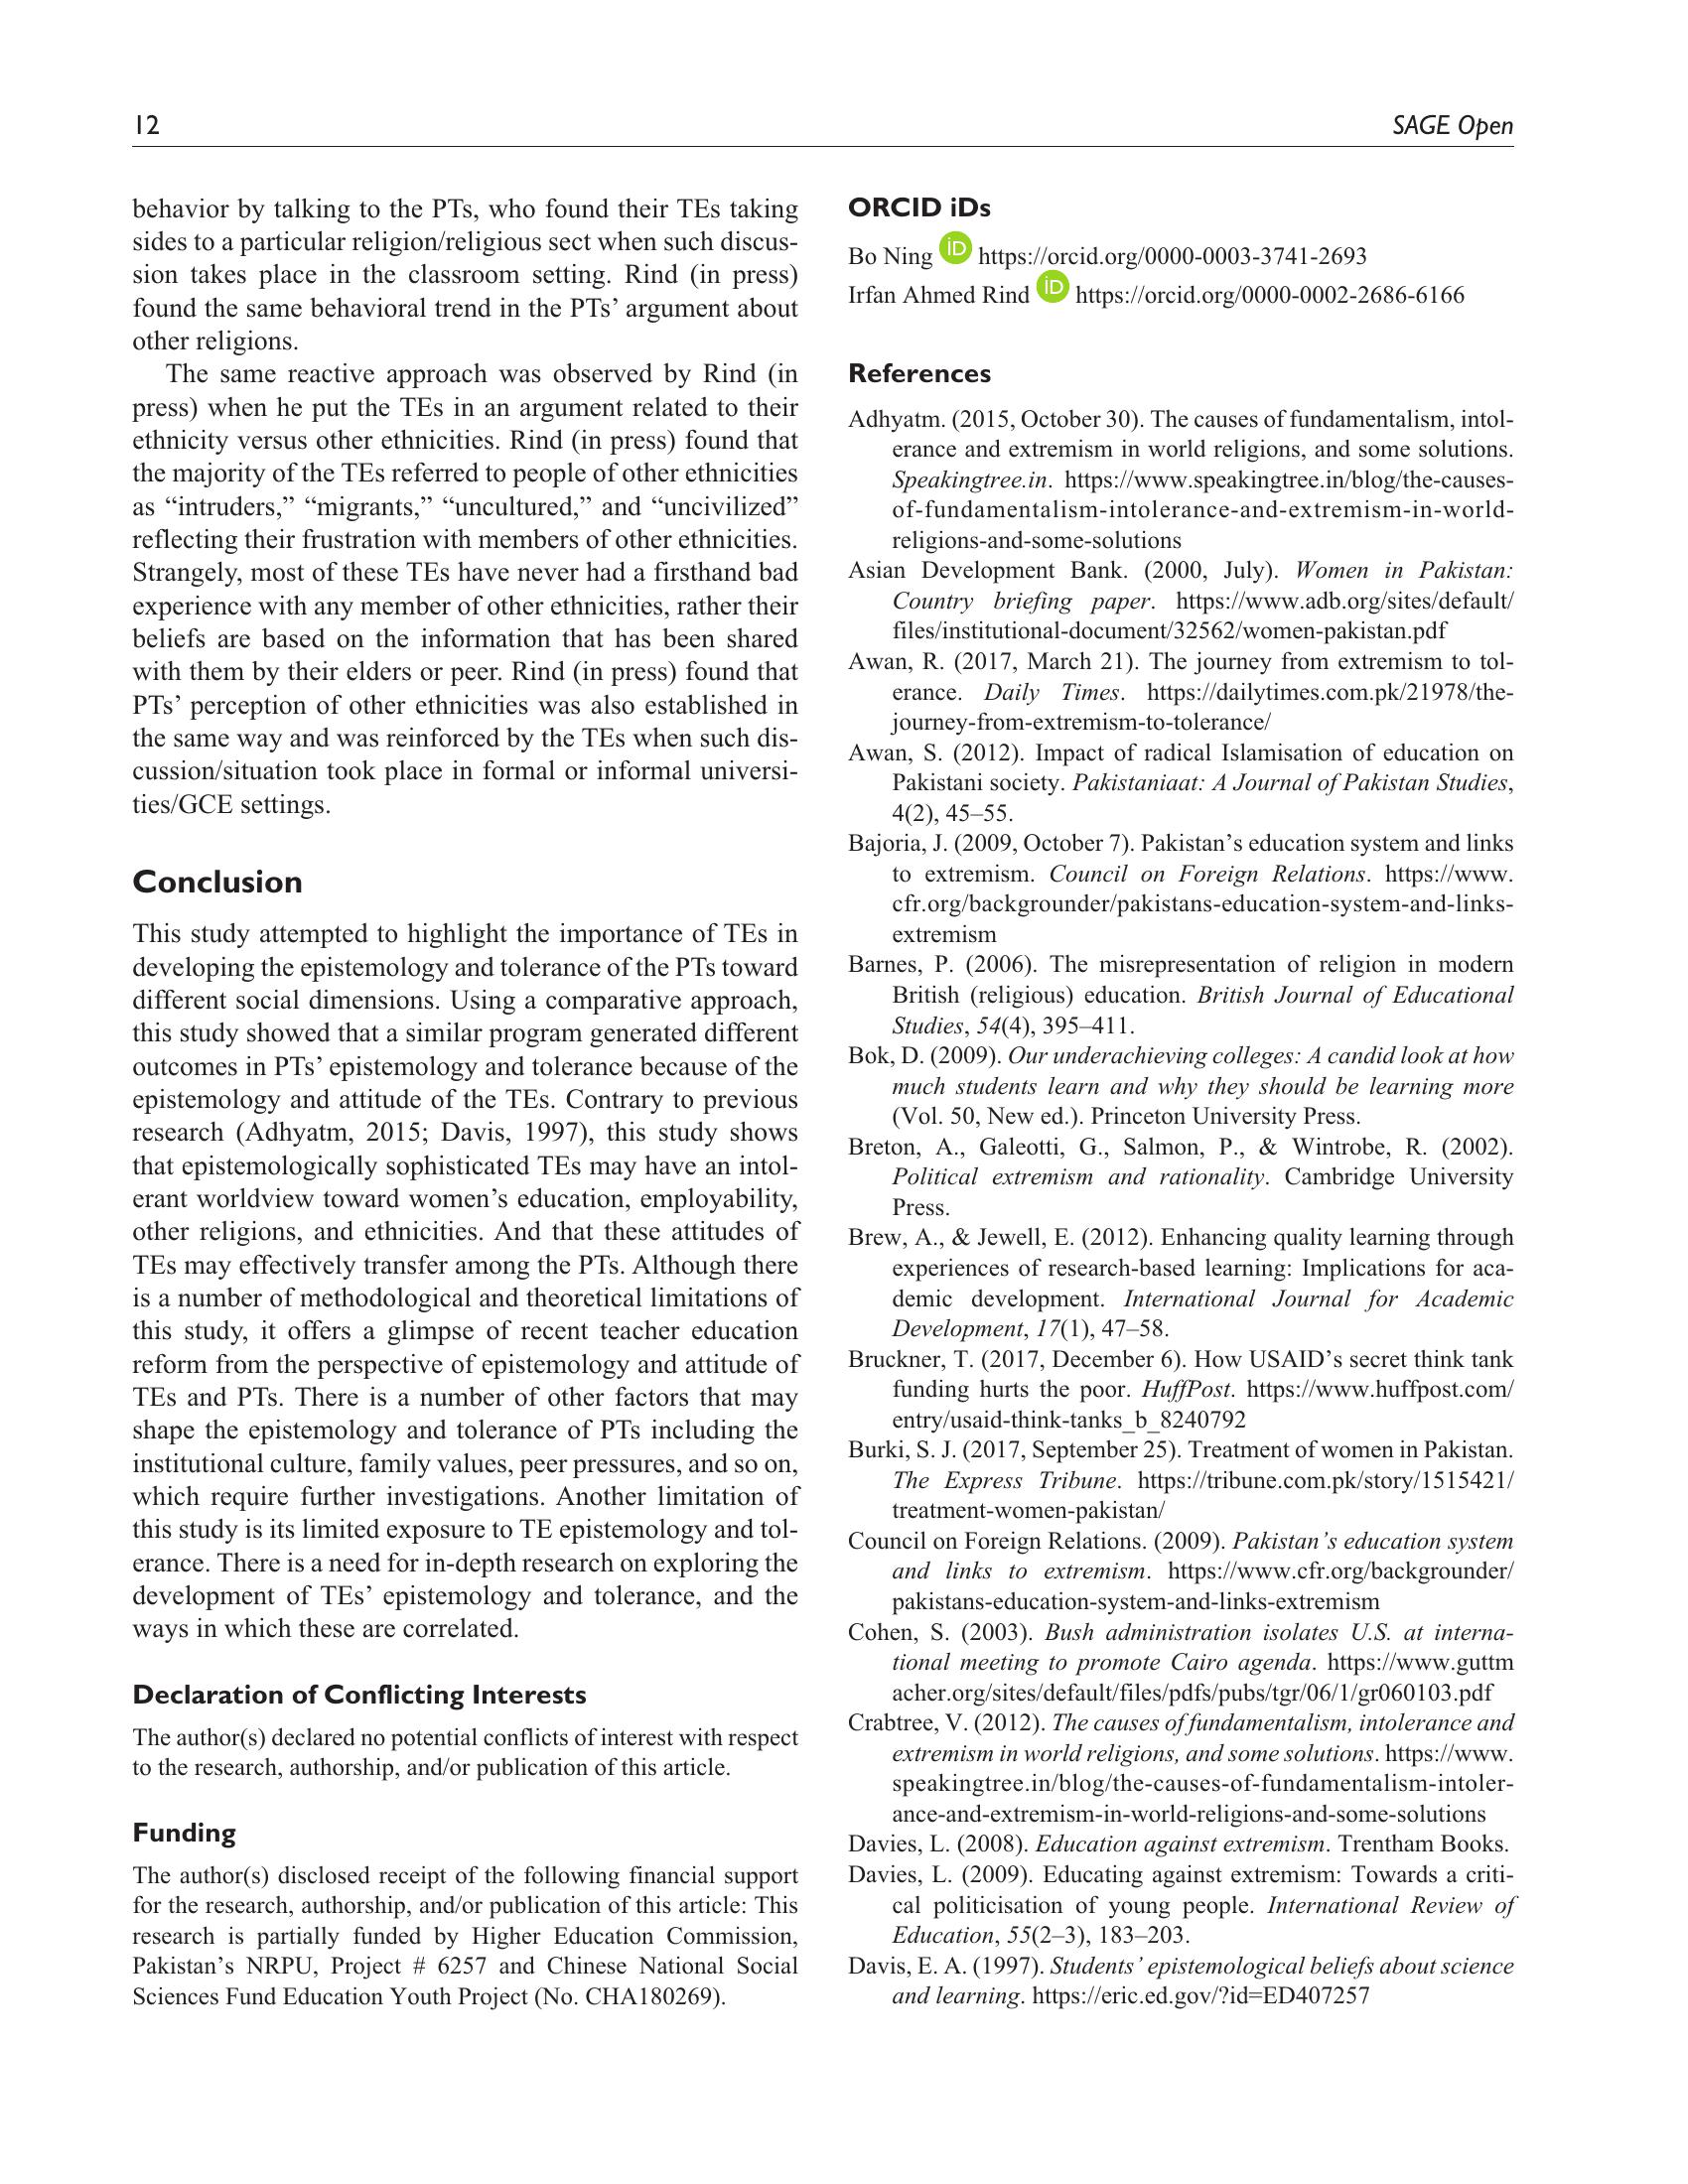 12
SAGE Open
behavior by talking to the PTs, who found their TEs taking
sides to a particular religion/religious sect when such discus-
sion takes place in the classroom setting. Rind (in press)
found the same behavioral trend in the PTs’ argument about
other religions.
The same reactive approach was observed by Rind (in
press) when he put the TEs in an argument related to their
ethnicity versus other ethnicities. Rind (in press) found that
the majority of the TEs referred to people of other ethnicities
as “intruders,” “migrants,” “uncultured,” and “uncivilized”
reflecting their frustration with members of other ethnicities.
Strangely, most of these TEs have never had a firsthand bad
experience with any member of other ethnicities, rather their
beliefs are based on the information that has been shared
with them by their elders or peer. Rind (in press) found that
PTs’ perception of other ethnicities was also established in
the same way and was reinforced by the TEs when such dis-
cussion/situation took place in formal or informal universi-
ties/GCE settings.
Conclusion
This study attempted to highlight the importance of TEs in
developing the epistemology and tolerance of the PTs toward
different social dimensions. Using a comparative approach,
this study showed that a similar program generated different
outcomes in PTs’ epistemology and tolerance because of the
epistemology and attitude of the TEs. Contrary to previous
research (Adhyatm, 2015; Davis, 1997), this study shows
that epistemologically sophisticated TEs may have an intol-
erant worldview toward women’s education, employability,
other religions, and ethnicities. And that these attitudes of
TEs may effectively transfer among the PTs. Although there
is a number of methodological and theoretical limitations of
this study, it offers a glimpse of recent teacher education
reform from the perspective of epistemology and attitude of
TEs and PTs. There is a number of other factors that may
shape the epistemology and tolerance of PTs including the
institutional culture, family values, peer pressures, and so on,
which require further investigations. Another limitation of
this study is its limited exposure to TE epistemology and tol-
erance. There is a need for in-depth research on exploring the
development of TEs’ epistemology and tolerance, and the
ways in which these are correlated.
Declaration of Conflicting Interests
The author(s) declared no potential conflicts of interest with respect
to the research, authorship, and/or publication of this article.
Funding
The author(s) disclosed receipt of the following financial support
for the research, authorship, and/or publication of this article: This
research is partially funded by Higher Education Commission,
Pakistan’s NRPU, Project # 6257 and Chinese National Social
Sciences Fund Education Youth Project (No. CHA180269).
ORCID iDs
Bo Ning iD https://orcid.org/0000-0003-3741-2693
Irfan Ahmed Rind iD https://orcid.org/0000-0002-2686-6166
References
Adhyatm. (2015, October 30). The causes of fundamentalism, intol-
erance and extremism in world religions, and some solutions.
Speakingtree.in. https://www.speakingtree.in/blog/the-causes-
of-fundamentalism-intolerance-and-extremism-in-world-
religions-and-some-solutions
Asian Development Bank. (2000, July). Women in Pakistan:
Country briefing paper. https://www.adb.org/sites/default/
files/institutional-document/32562/women-pakistan.pdf
Awan, R. (2017, March 21). The journey from extremism to tol-
erance. Daily Times. https://dailytimes.com.pk/21978/the-
journey-from-extremism-to-tolerance/
Awan, S. (2012). Impact of radical Islamisation of education on
Pakistani society. Pakistaniaat: A Journal of Pakistan Studies,
4(2), 45–55.
Bajoria, J. (2009, October 7). Pakistan’s education system and links
to extremism. Council on Foreign Relations. https://www.
cfr.org/backgrounder/pakistans-education-system-and-links-
extremism
Barnes, P. (2006). The misrepresentation of religion in modern
British (religious) education. British Journal of Educational
Studies, 54(4), 395–411.
Bok, D. (2009). Our underachieving colleges: A candid look at how
much students learn and why they should be learning more
(Vol. 50, New ed.). Princeton University Press.
Breton, A., Galeotti, G., Salmon, P., & Wintrobe, R. (2002).
Political extremism and rationality. Cambridge University
Press.
Brew, A., & Jewell, E. (2012). Enhancing quality learning through
experiences of research-based learning: Implications for aca-
demic development. International Journal for Academic
Development, 17(1), 47–58.
Bruckner, T. (2017, December 6). How USAID’s secret think tank
funding hurts the poor. HuffPost. https://www.huffpost.com/
entry/usaid-think-tanks_b_8240792
Burki, S. J. (2017, September 25). Treatment of women in Pakistan.
The Express Tribune. https://tribune.com.pk/story/1515421/
treatment-women-pakistan/
Council on Foreign Relations. (2009). Pakistan’s education system
and links to extremism. https://www.cfr.org/backgrounder/
pakistans-education-system-and-links-extremism
Cohen, S. (2003). Bush administration isolates U.S. at interna-
tional meeting to promote Cairo agenda. https://www.guttm
acher.org/sites/default/files/pdfs/pubs/tgr/06/1/gr060103.pdf
Crabtree, V. (2012). The causes of fundamentalism, intolerance and
extremism in world religions, and some solutions. https://www.
speakingtree.in/blog/the-causes-of-fundamentalism-intoler-
ance-and-extremism-in-world-religions-and-some-solutions
Davies, L. (2008). Education against extremism. Trentham Books.
Davies, L. (2009). Educating against extremism: Towards a criti-
cal politicisation of young people. International Review of
Education, 55(2–3), 183–203.
Davis, E. A. (1997). Students’ epistemological beliefs about science
and learning. https://eric.ed.gov/?id=ED407257